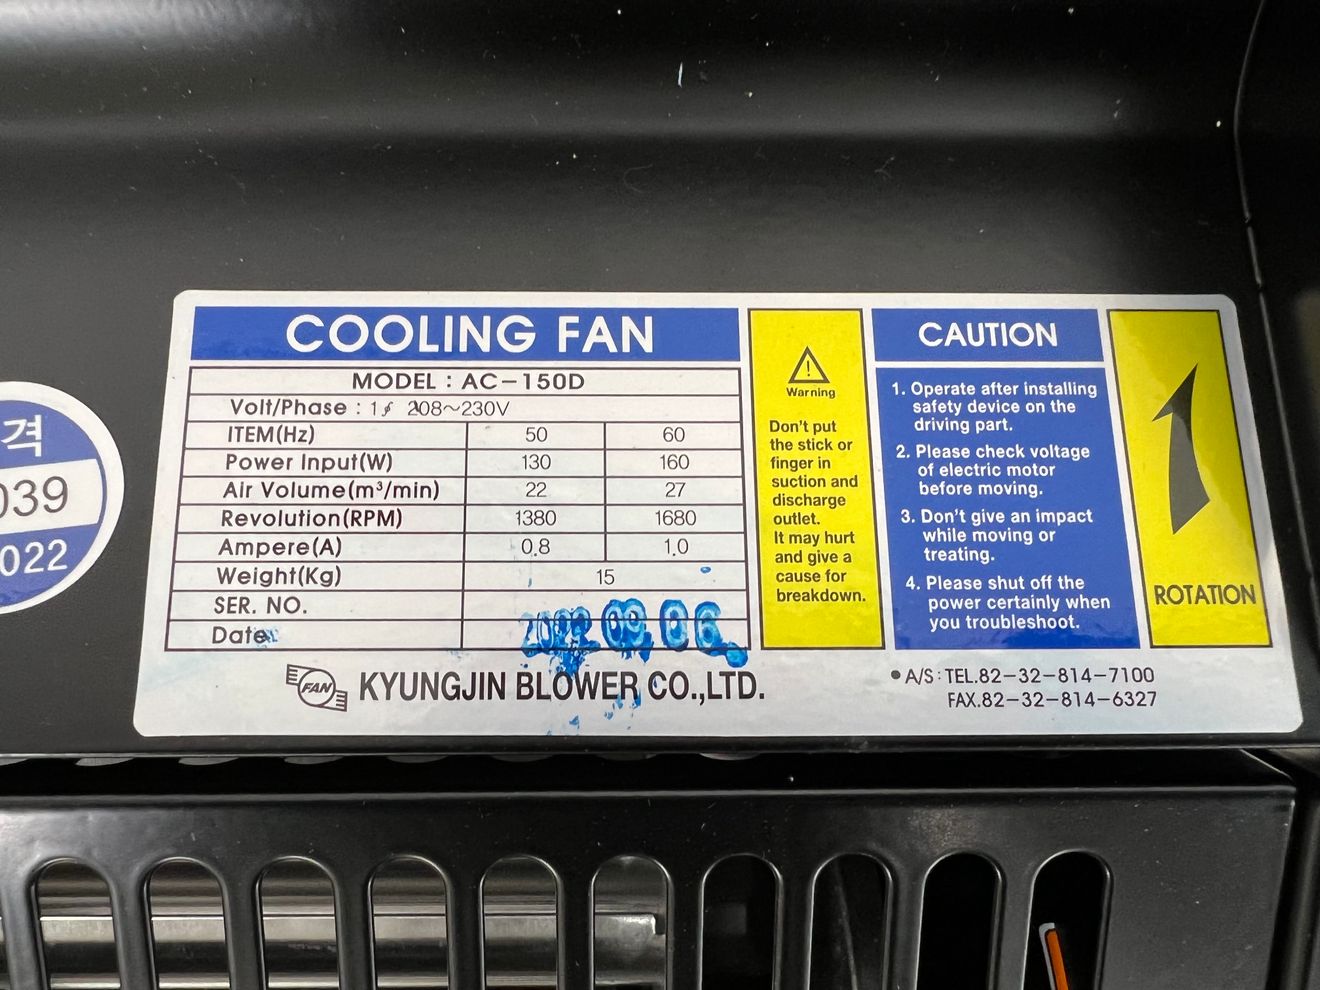 COOLING FAN
MODEL : AC-150D
Volt/Phase : 1∮ 208~230V
ITEM(Hz) 50 60
Power Input(W) 130 160
Air Volume(m³/min) 22 27
Revolution(RPM) 1380 1680
Ampere(A) 0.8 1.0
Weight(Kg) 15
SER. NO.
Date 2022.09.06
FAN KYUNGJIN BLOWER CO.,LTD.
Warning
Don't put
the stick or
finger in
suction and
discharge
outlet.
It may hurt
and give a
cause for
breakdown.
CAUTION
1. Operate after installing
safety device on the
driving part.
2. Please check voltage
of electric motor
before moving.
3. Don't give an impact
while moving or
treating.
4. Please shut off the
power certainly when
you troubleshoot.
ROTATION
●A/S : TEL.82-32-814-7100
FAX.82-32-814-6327
격
039
022